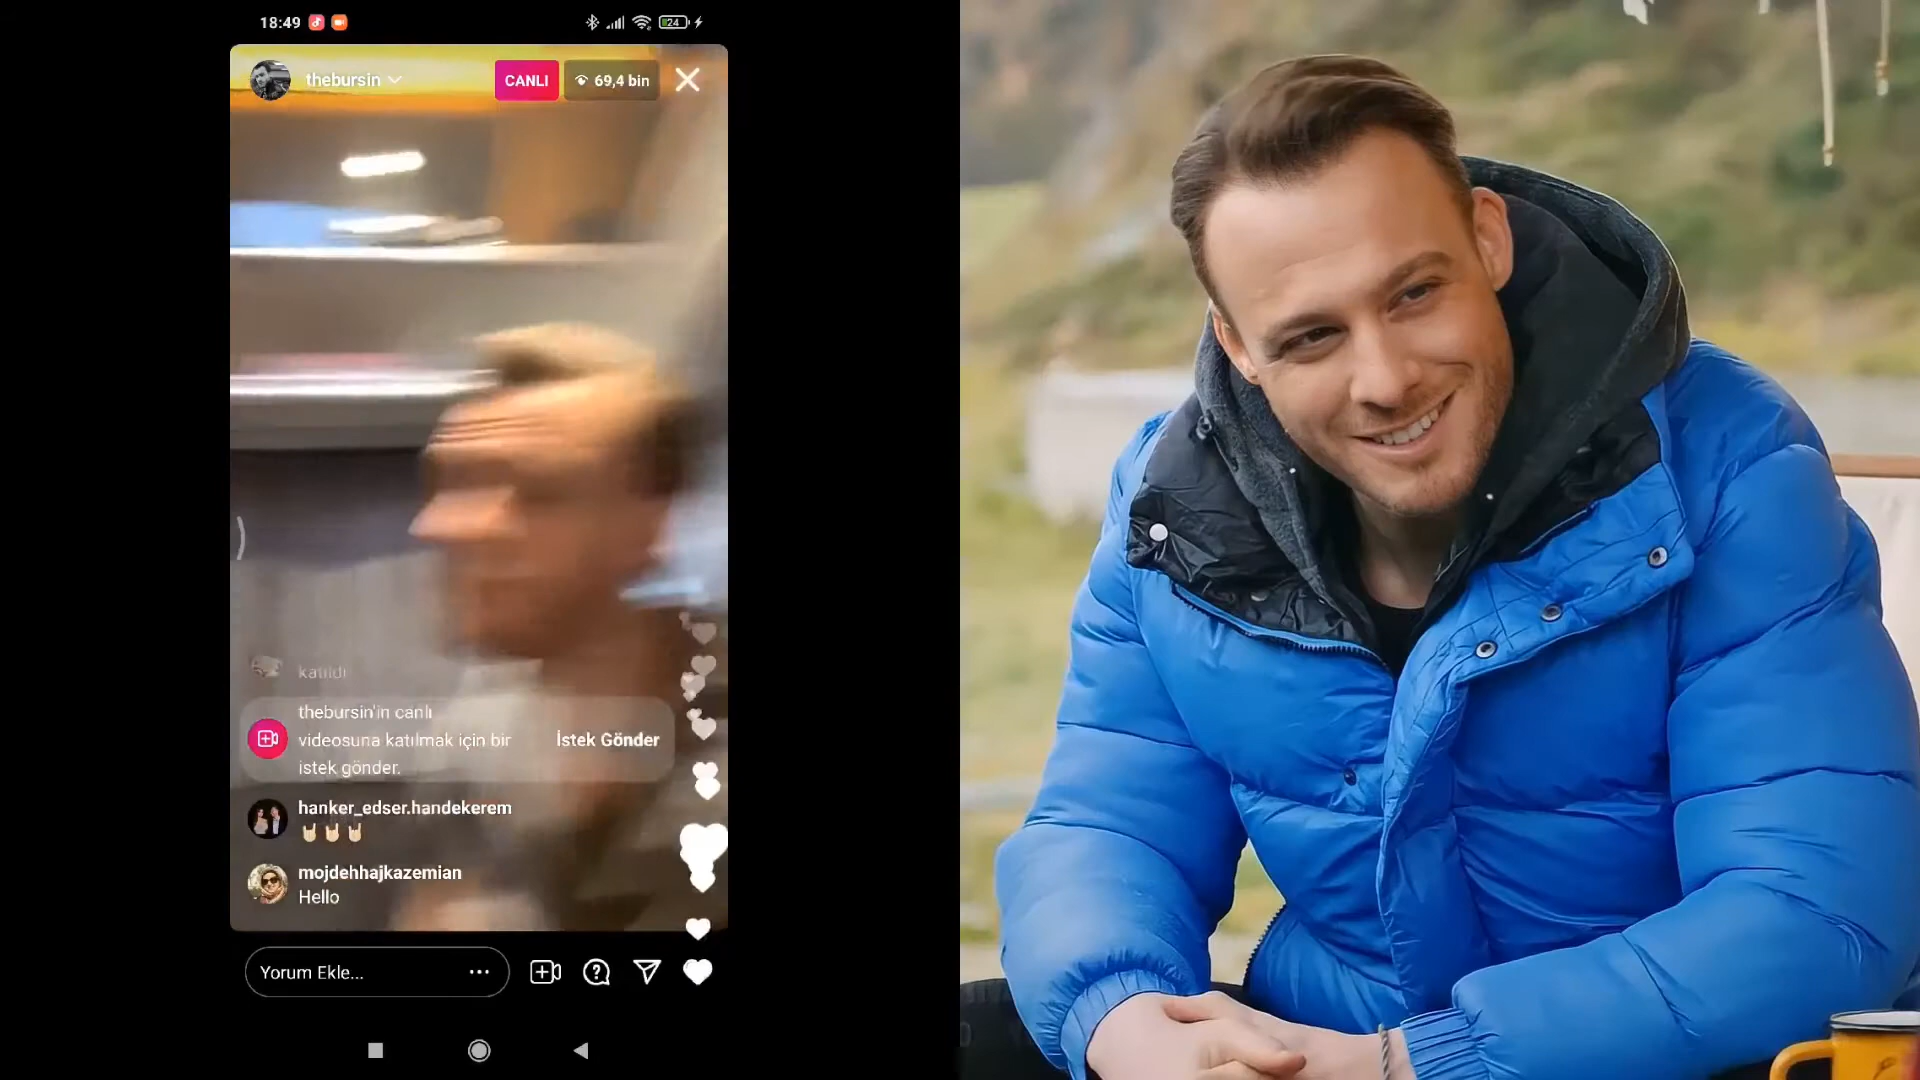 18:49
24
thebursin
CANLI
69,4 bin
katıldı
thebursin'in canlı
videosuna katılmak için bir
istek gönder.
İstek Gönder
hanker_edser.handekerem
mojdehhajkazemian
Hello
Yorum Ekle...